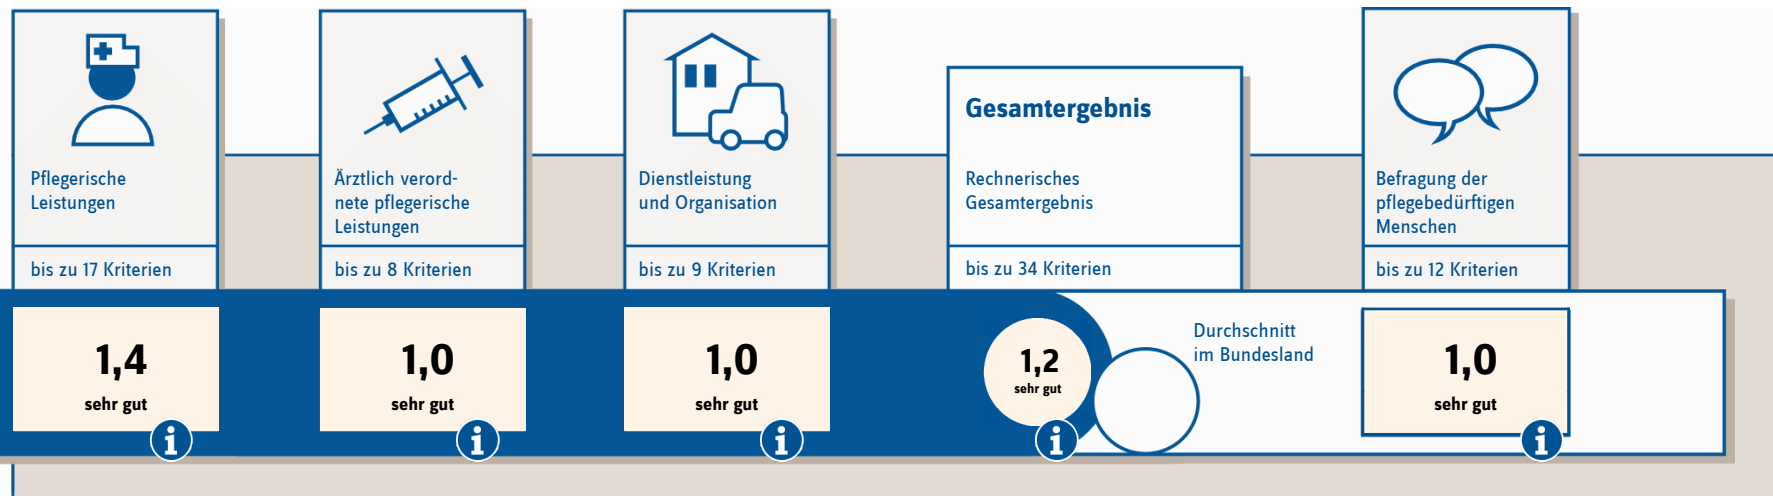 Pflegerische
Leistungen
bis zu 17 Kriterien
1,4
sehr gut
i
Ärztlich verord-
nete pflegerische
Leistungen
bis zu 8 Kriterien
1,0
sehr gut
i
Dienstleistung
und Organisation
bis zu 9 Kriterien
1,0
sehr gut
i
Gesamtergebnis
Rechnerisches
Gesamtergebnis
bis zu 34 Kriterien
1,2
sehr gut
i
Durchschnitt
im Bundesland
Befragung der
pflegebedürftigen
Menschen
bis zu 12 Kriterien
1,0
sehr gut
i